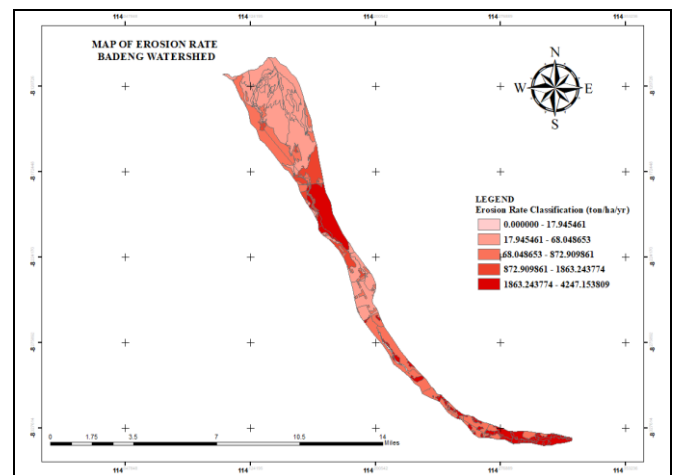 114 114 114 114 114
MAP OF EROSION RATE
BADENG WATERSHED
N
W E
S
LEGEND
Erosion Rate Classification (ton/ha/yr)
0.000000 - 17.945461
17.945461 - 68.048653
68.048653 - 872.909861
872.909861 - 1863.243774
1863.243774 - 4247.153809
0 1.75 3.5 7 10.5 14
Miles
114 114 114 114 114